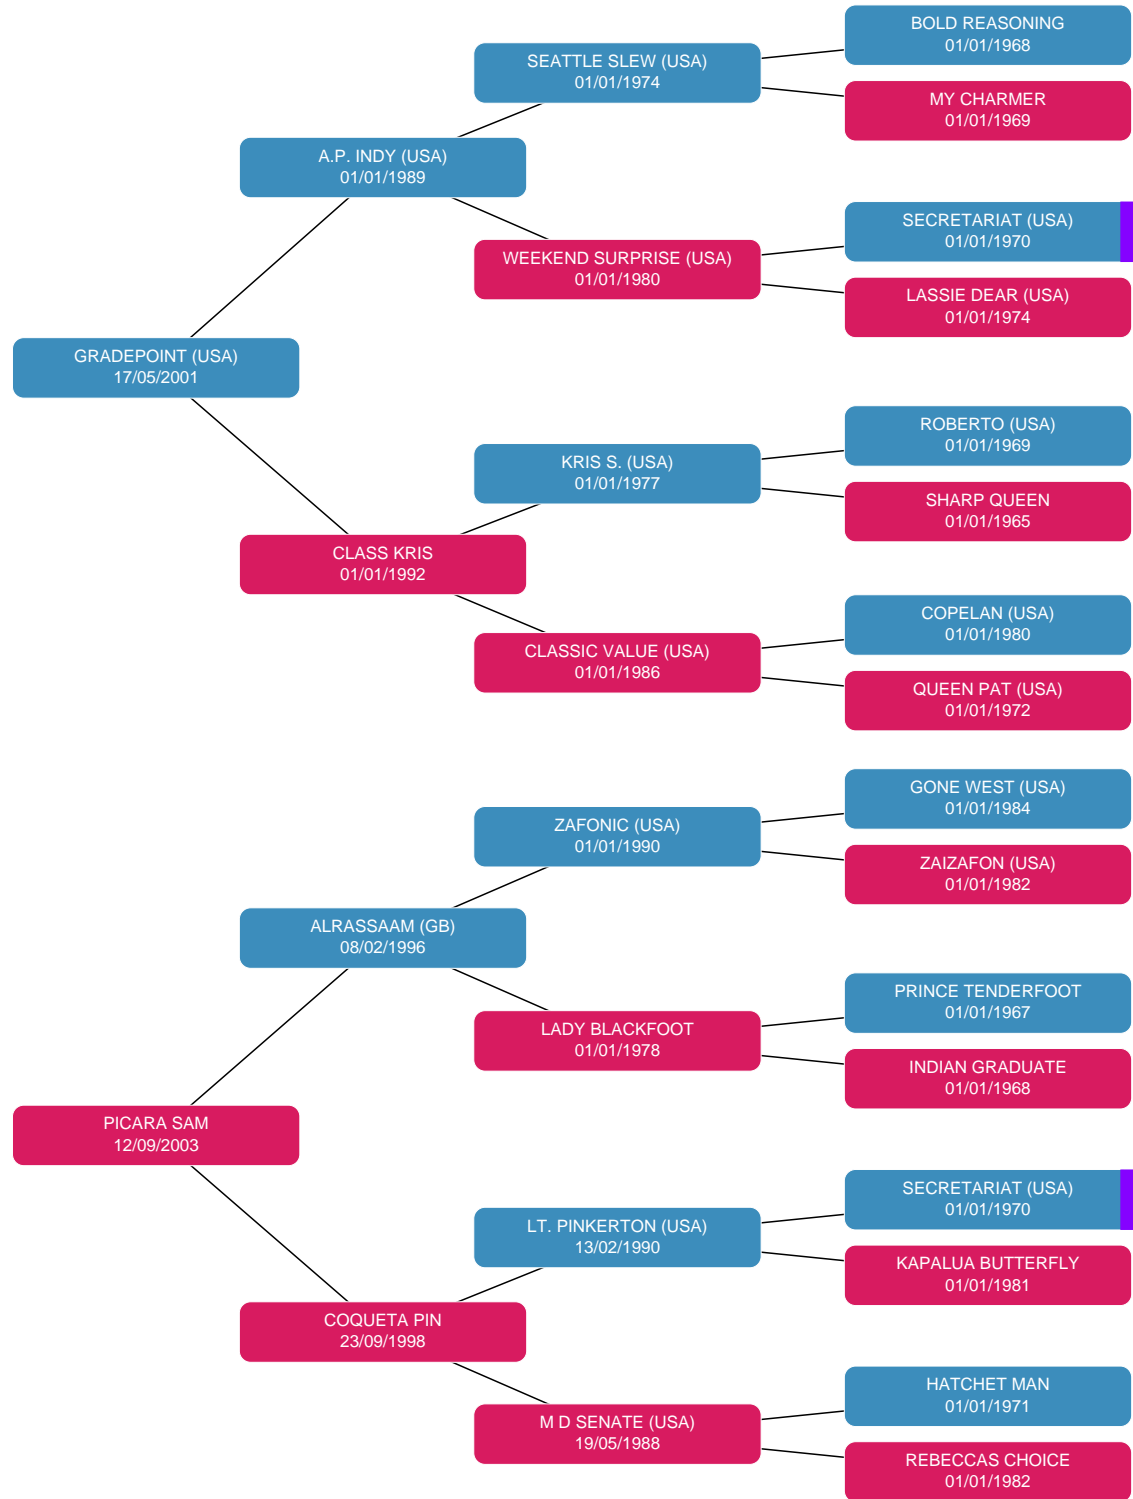 BOLD REASONING
01/01/1968
SEATTLE SLEW (USA)
01/01/1974
MY CHARMER
01/01/1969
A.P. INDY (USA)
01/01/1989
SECRETARIAT (USA)
01/01/1970
WEEKEND SURPRISE (USA)
01/01/1980
LASSIE DEAR (USA)
01/01/1974
GRADEPOINT (USA)
17/05/2001
ROBERTO (USA)
01/01/1969
KRIS S. (USA)
01/01/1977
SHARP QUEEN
01/01/1965
CLASS KRIS
01/01/1992
COPELAN (USA)
01/01/1980
CLASSIC VALUE (USA)
01/01/1986
QUEEN PAT (USA)
01/01/1972
GONE WEST (USA)
01/01/1984
ZAFONIC (USA)
01/01/1990
ZAIZAFON (USA)
01/01/1982
ALRASSAAM (GB)
08/02/1996
PRINCE TENDERFOOT
01/01/1967
LADY BLACKFOOT
01/01/1978
INDIAN GRADUATE
01/01/1968
PICARA SAM
12/09/2003
SECRETARIAT (USA)
01/01/1970
LT. PINKERTON (USA)
13/02/1990
KAPALUA BUTTERFLY
01/01/1981
COQUETA PIN
23/09/1998
HATCHET MAN
01/01/1971
M D SENATE (USA)
19/05/1988
REBECCAS CHOICE
01/01/1982